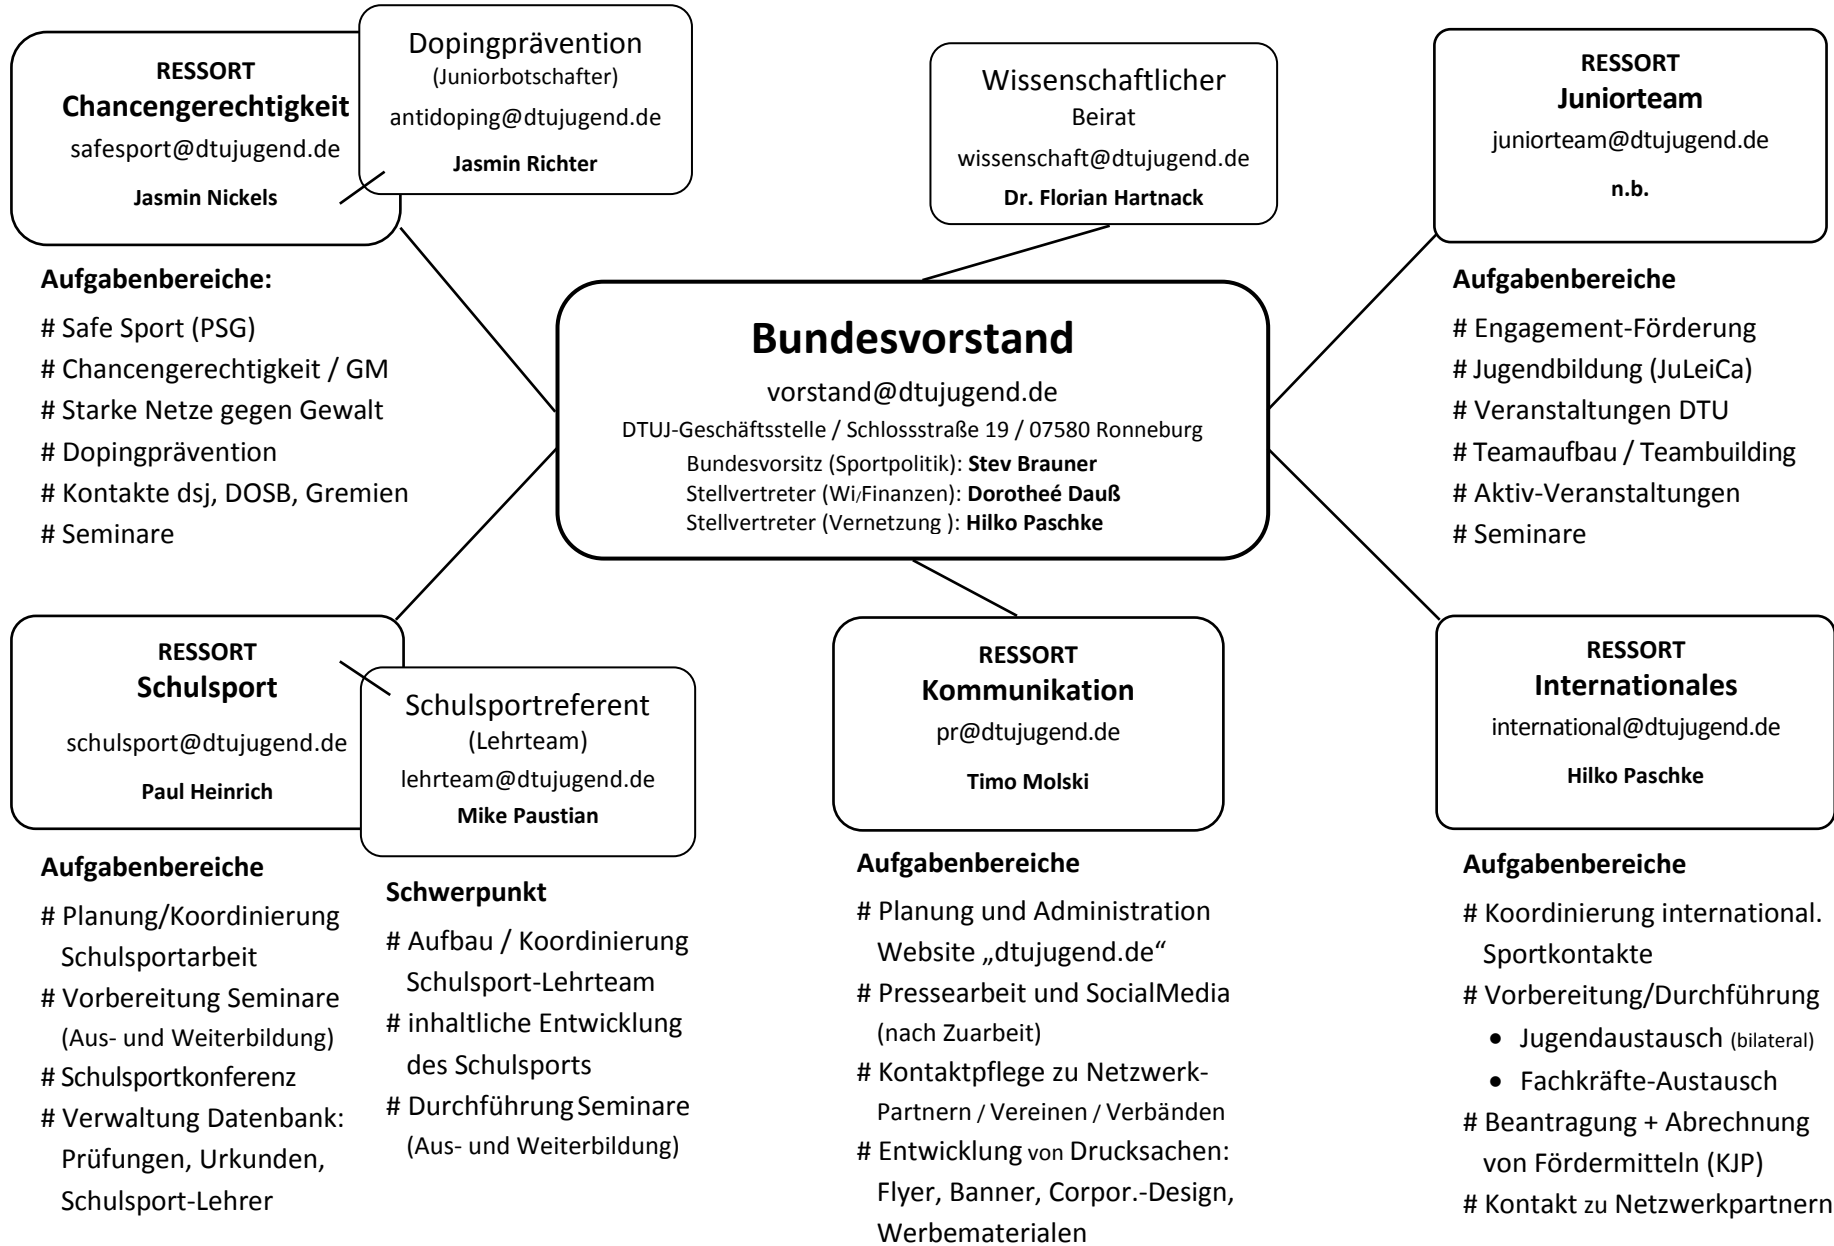 RESSORT
Chancengerechtigkeit
safesport@dtujugend.de
Jasmin Nickels
Dopingprävention
(Juniorbotschafter)
antidoping@dtujugend.de
Jasmin Richter
Wissenschaftlicher
Beirat
wissenschaft@dtujugend.de
Dr. Florian Hartnack
RESSORT
Juniorteam
juniorteam@dtujugend.de
n.b.
Aufgabenbereiche:
# Safe Sport (PSG)
# Chancengerechtigkeit / GM
# Starke Netze gegen Gewalt
# Dopingprävention
# Kontakte dsj, DOSB, Gremien
# Seminare
Bundesvorstand
vorstand@dtujugend.de
DTUJ-Geschäftsstelle / Schlossstraße 19 / 07580 Ronneburg
Bundesvorsitz (Sportpolitik): Stev Brauner
Stellvertreter (Wi/Finanzen): Dorotheé Dauß
Stellvertreter (Vernetzung ): Hilko Paschke
Aufgabenbereiche
# Engagement-Förderung
# Jugendbildung (JuLeiCa)
# Veranstaltungen DTU
# Teamaufbau / Teambuilding
# Aktiv-Veranstaltungen
# Seminare
RESSORT
Schulsport
schulsport@dtujugend.de
Paul Heinrich
Schulsportreferent
(Lehrteam)
lehrteam@dtujugend.de
Mike Paustian
RESSORT
Kommunikation
pr@dtujugend.de
Timo Molski
RESSORT
Internationales
international@dtujugend.de
Hilko Paschke
Aufgabenbereiche
# Planung/Koordinierung
Schulsportarbeit
# Vorbereitung Seminare
(Aus- und Weiterbildung)
# Schulsportkonferenz
# Verwaltung Datenbank:
Prüfungen, Urkunden,
Schulsport-Lehrer
Schwerpunkt
# Aufbau / Koordinierung
Schulsport-Lehrteam
# inhaltliche Entwicklung
des Schulsports
# Durchführung Seminare
(Aus- und Weiterbildung)
Aufgabenbereiche
# Planung und Administration
Website „dtujugend.de“
# Pressearbeit und SocialMedia
(nach Zuarbeit)
# Kontaktpflege zu Netzwerk-
Partnern / Vereinen / Verbänden
# Entwicklung von Drucksachen:
Flyer, Banner, Corpor.-Design,
Werbematerialen
Aufgabenbereiche
# Koordinierung international.
Sportkontakte
# Vorbereitung/Durchführung
• Jugendaustausch (bilateral)
• Fachkräfte-Austausch
# Beantragung + Abrechnung
von Fördermitteln (KJP)
# Kontakt zu Netzwerkpartnern